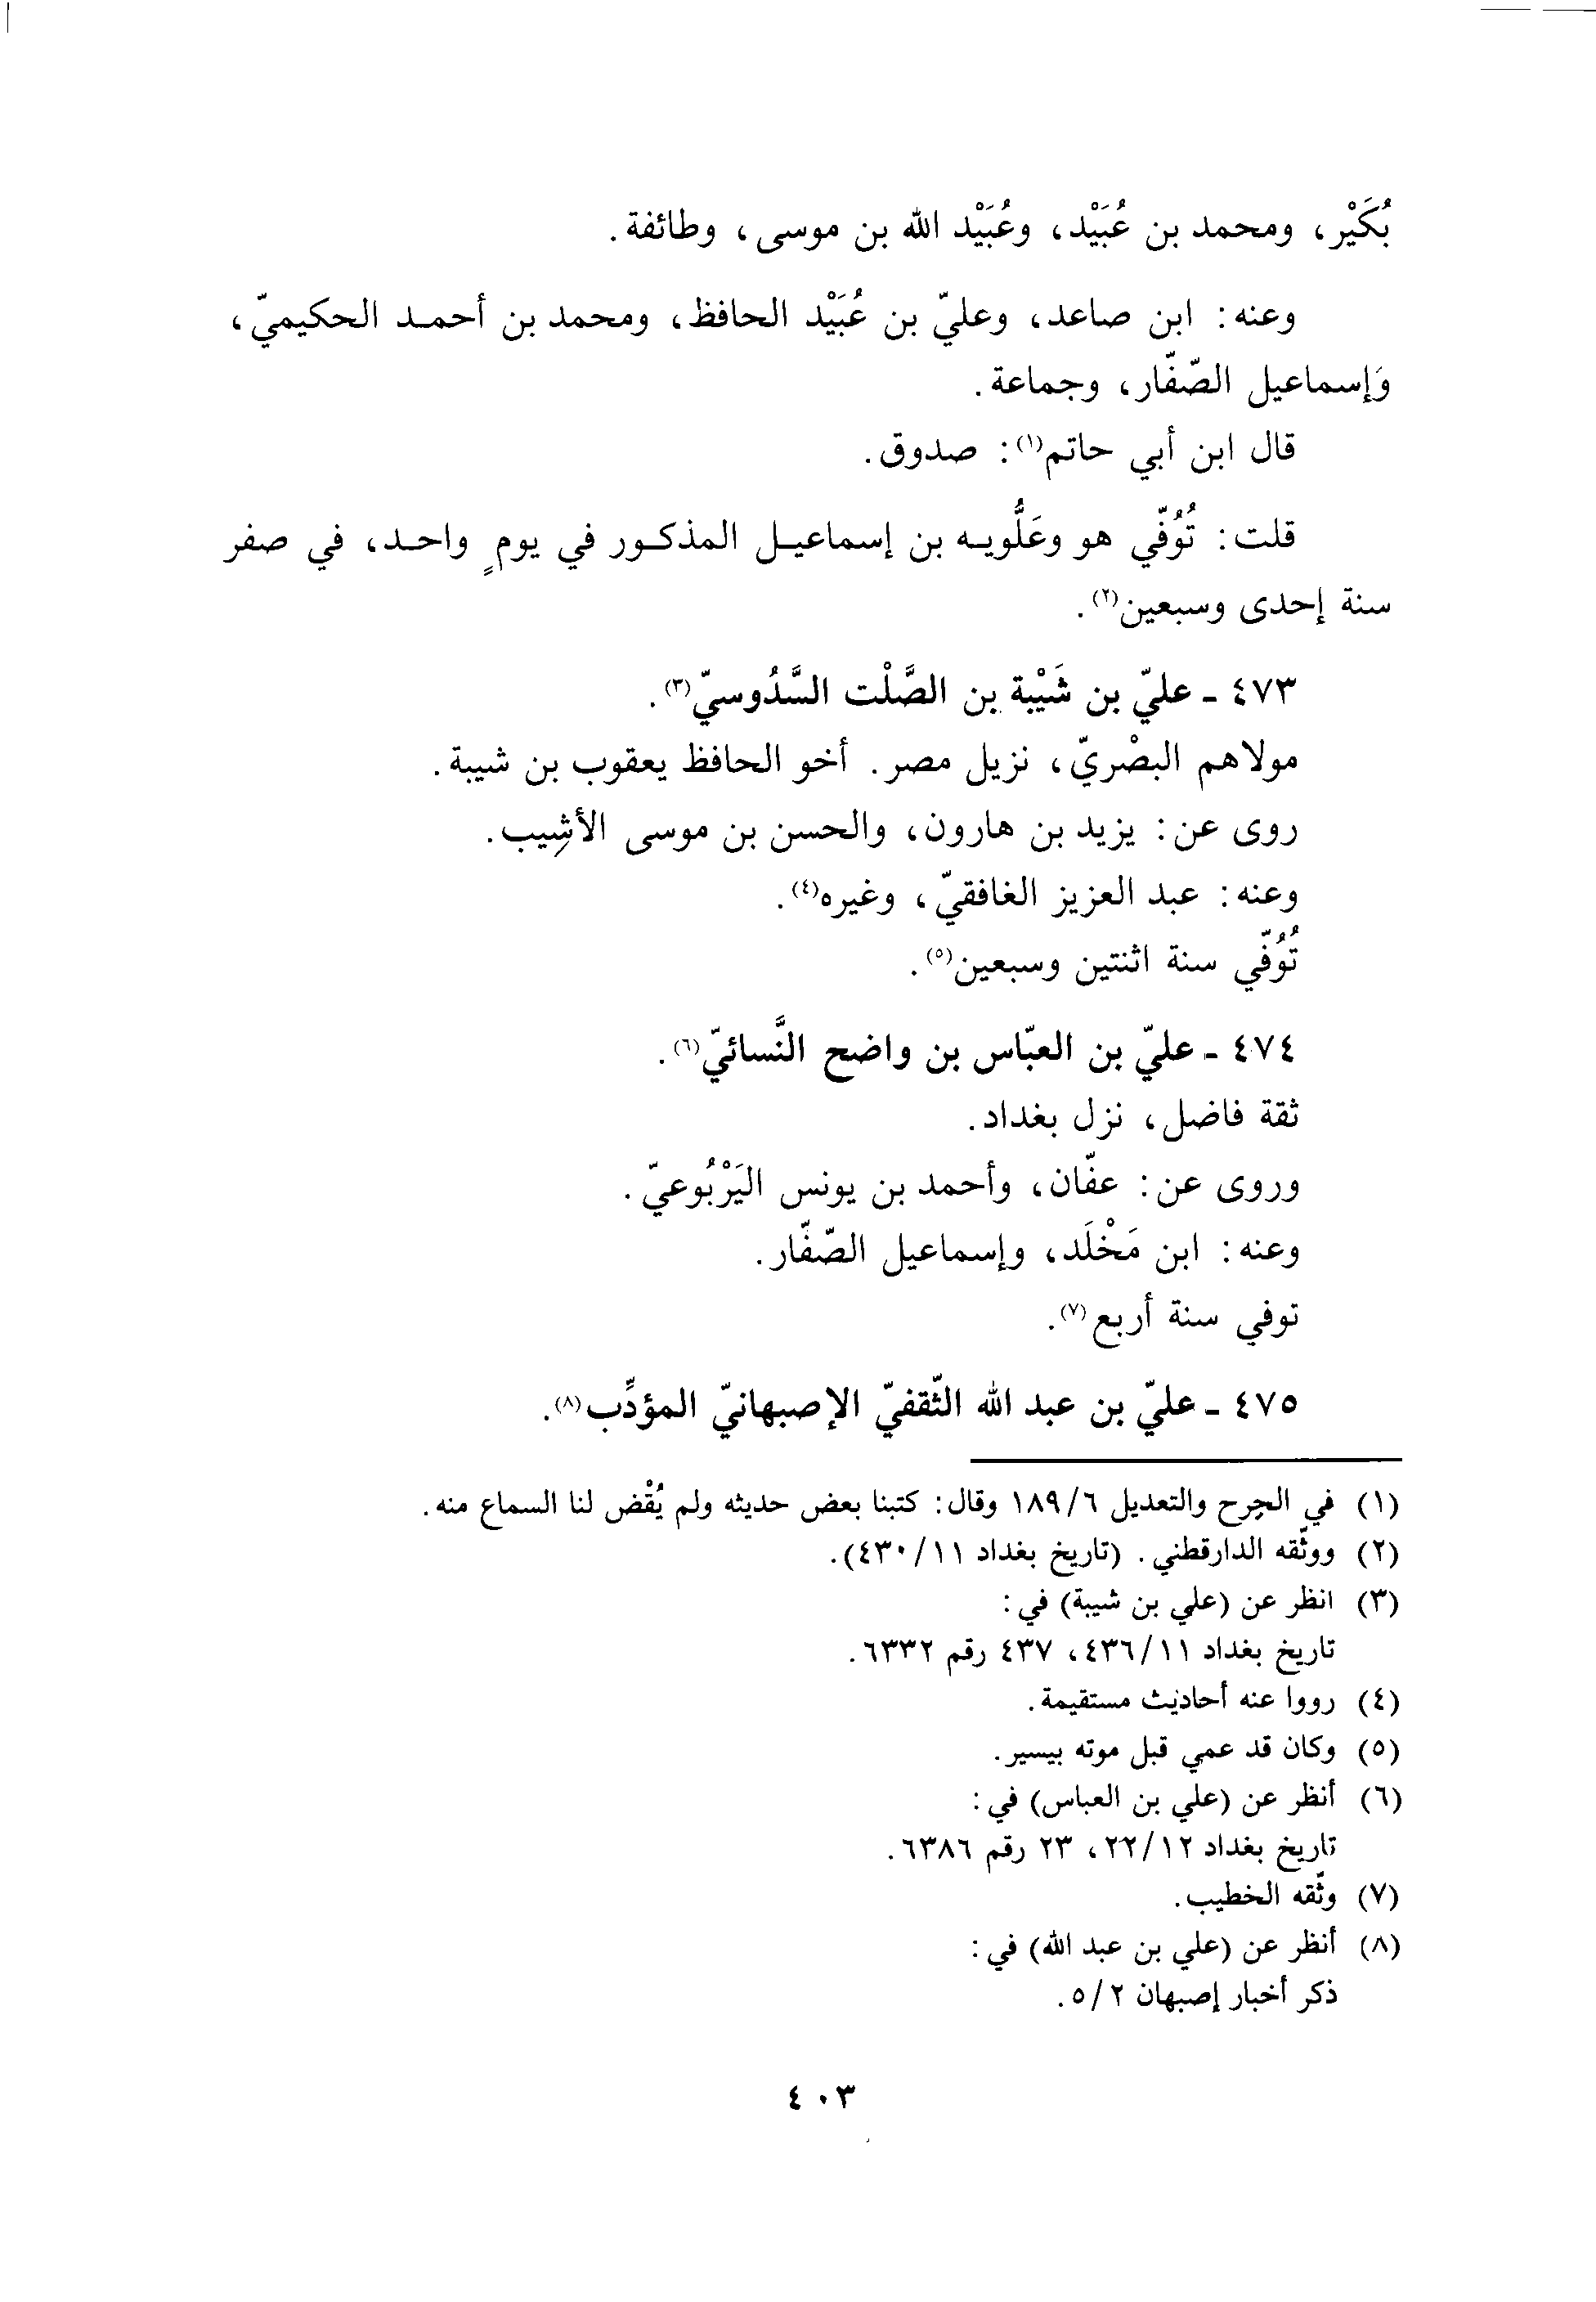 بُكَيْر، ومحمد بن عُبَيْد، وعُبَيْد الله بن موسى، وطائفة.
وعنه: ابن صاعد، وعليّ بن عُبَيْد الحافظ، ومحمد بن أحمد الحكيميّ،
وَإسماعيل الصّفّار، وجماعة.
قال ابن أبي حاتم(١): صدوق.
قلت: تُوُفّي هو وعَلُّويه بن إسماعيل المذكور في يومٍ واحد، في صفر
سنة إحدى وسبعين(٢).
٤٧٣ ـ عليّ بن شَيْبة بن الصَّلْت السَّدُوسيّ(٣).
مولاهم البصْريّ، نزيل مصر. أخو الحافظ يعقوب بن شيبة.
روى عن: يزيد بن هارون، والحسن بن موسى الأشِيب.
وعنه: عبد العزيز الغافقيّ، وغيره(٤).
تُوُفّي سنة اثنتين وسبعين(٥).
٤٧٤ ـ عليّ بن العبّاس بن واضح النَّسائيّ(٦).
ثقة فاضل، نزل بغداد.
وروى عن: عفّان، وأحمد بن يونس اليَرْبُوعيّ.
وعنه: ابن مَخْلَد، وإسماعيل الصّفّار.
توفي سنة أربع(٧).
٤٧٥ ـ عليّ بن عبد الله الثّقفيّ الإصبهانيّ المؤدِّب(٨).
(١) في الجرح والتعديل ٦/١٨٩ وقال: كتبنا بعض حديثه ولم يُقْض لنا السماع منه.
(٢) ووثّقه الدارقطني. (تاريخ بغداد ١١/٤٣٠).
(٣) انظر عن (علي بن شيبة) في:
تاريخ بغداد ١١/٤٣٦، ٤٣٧ رقم ٦٣٣٢.
(٤) رووا عنه أحاديث مستقيمة.
(٥) وكان قد عمي قبل موته بيسير.
(٦) أنظر عن (علي بن العباس) في:
تاريخ بغداد ١٢/٢٢، ٢٣ رقم ٦٣٨٦.
(٧) وثّقه الخطيب.
(٨) أنظر عن (علي بن عبد الله) في:
ذكر أخبار إصبهان ٢/٥.
٤٠٣